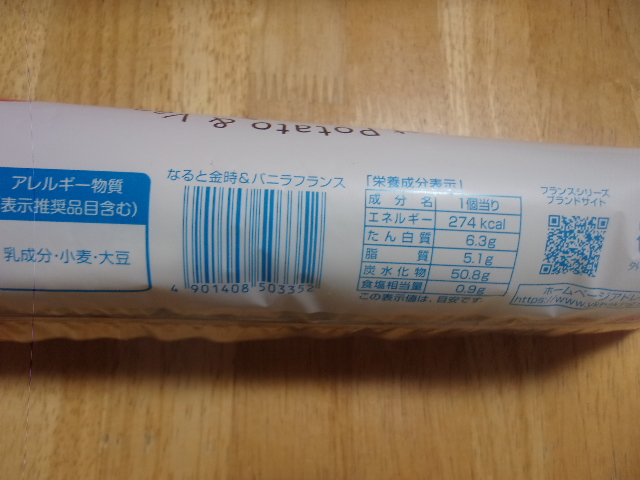 Potato &
アレルギー物質
表示推奨品目含む)
乳成分・小麦・大豆
なると金時&バニラフランス
4 901408 503352
「栄養成分表示」
成分名 1個当り
エネルギー 274 kcal
たん白質 6.3g
脂質 5.1g
炭水化物 50.8g
食塩相当量 0.9g
この表示値は、目安です
フランスシリーズ
ブランドサイト
ホームページアドレ
https://www.y
外